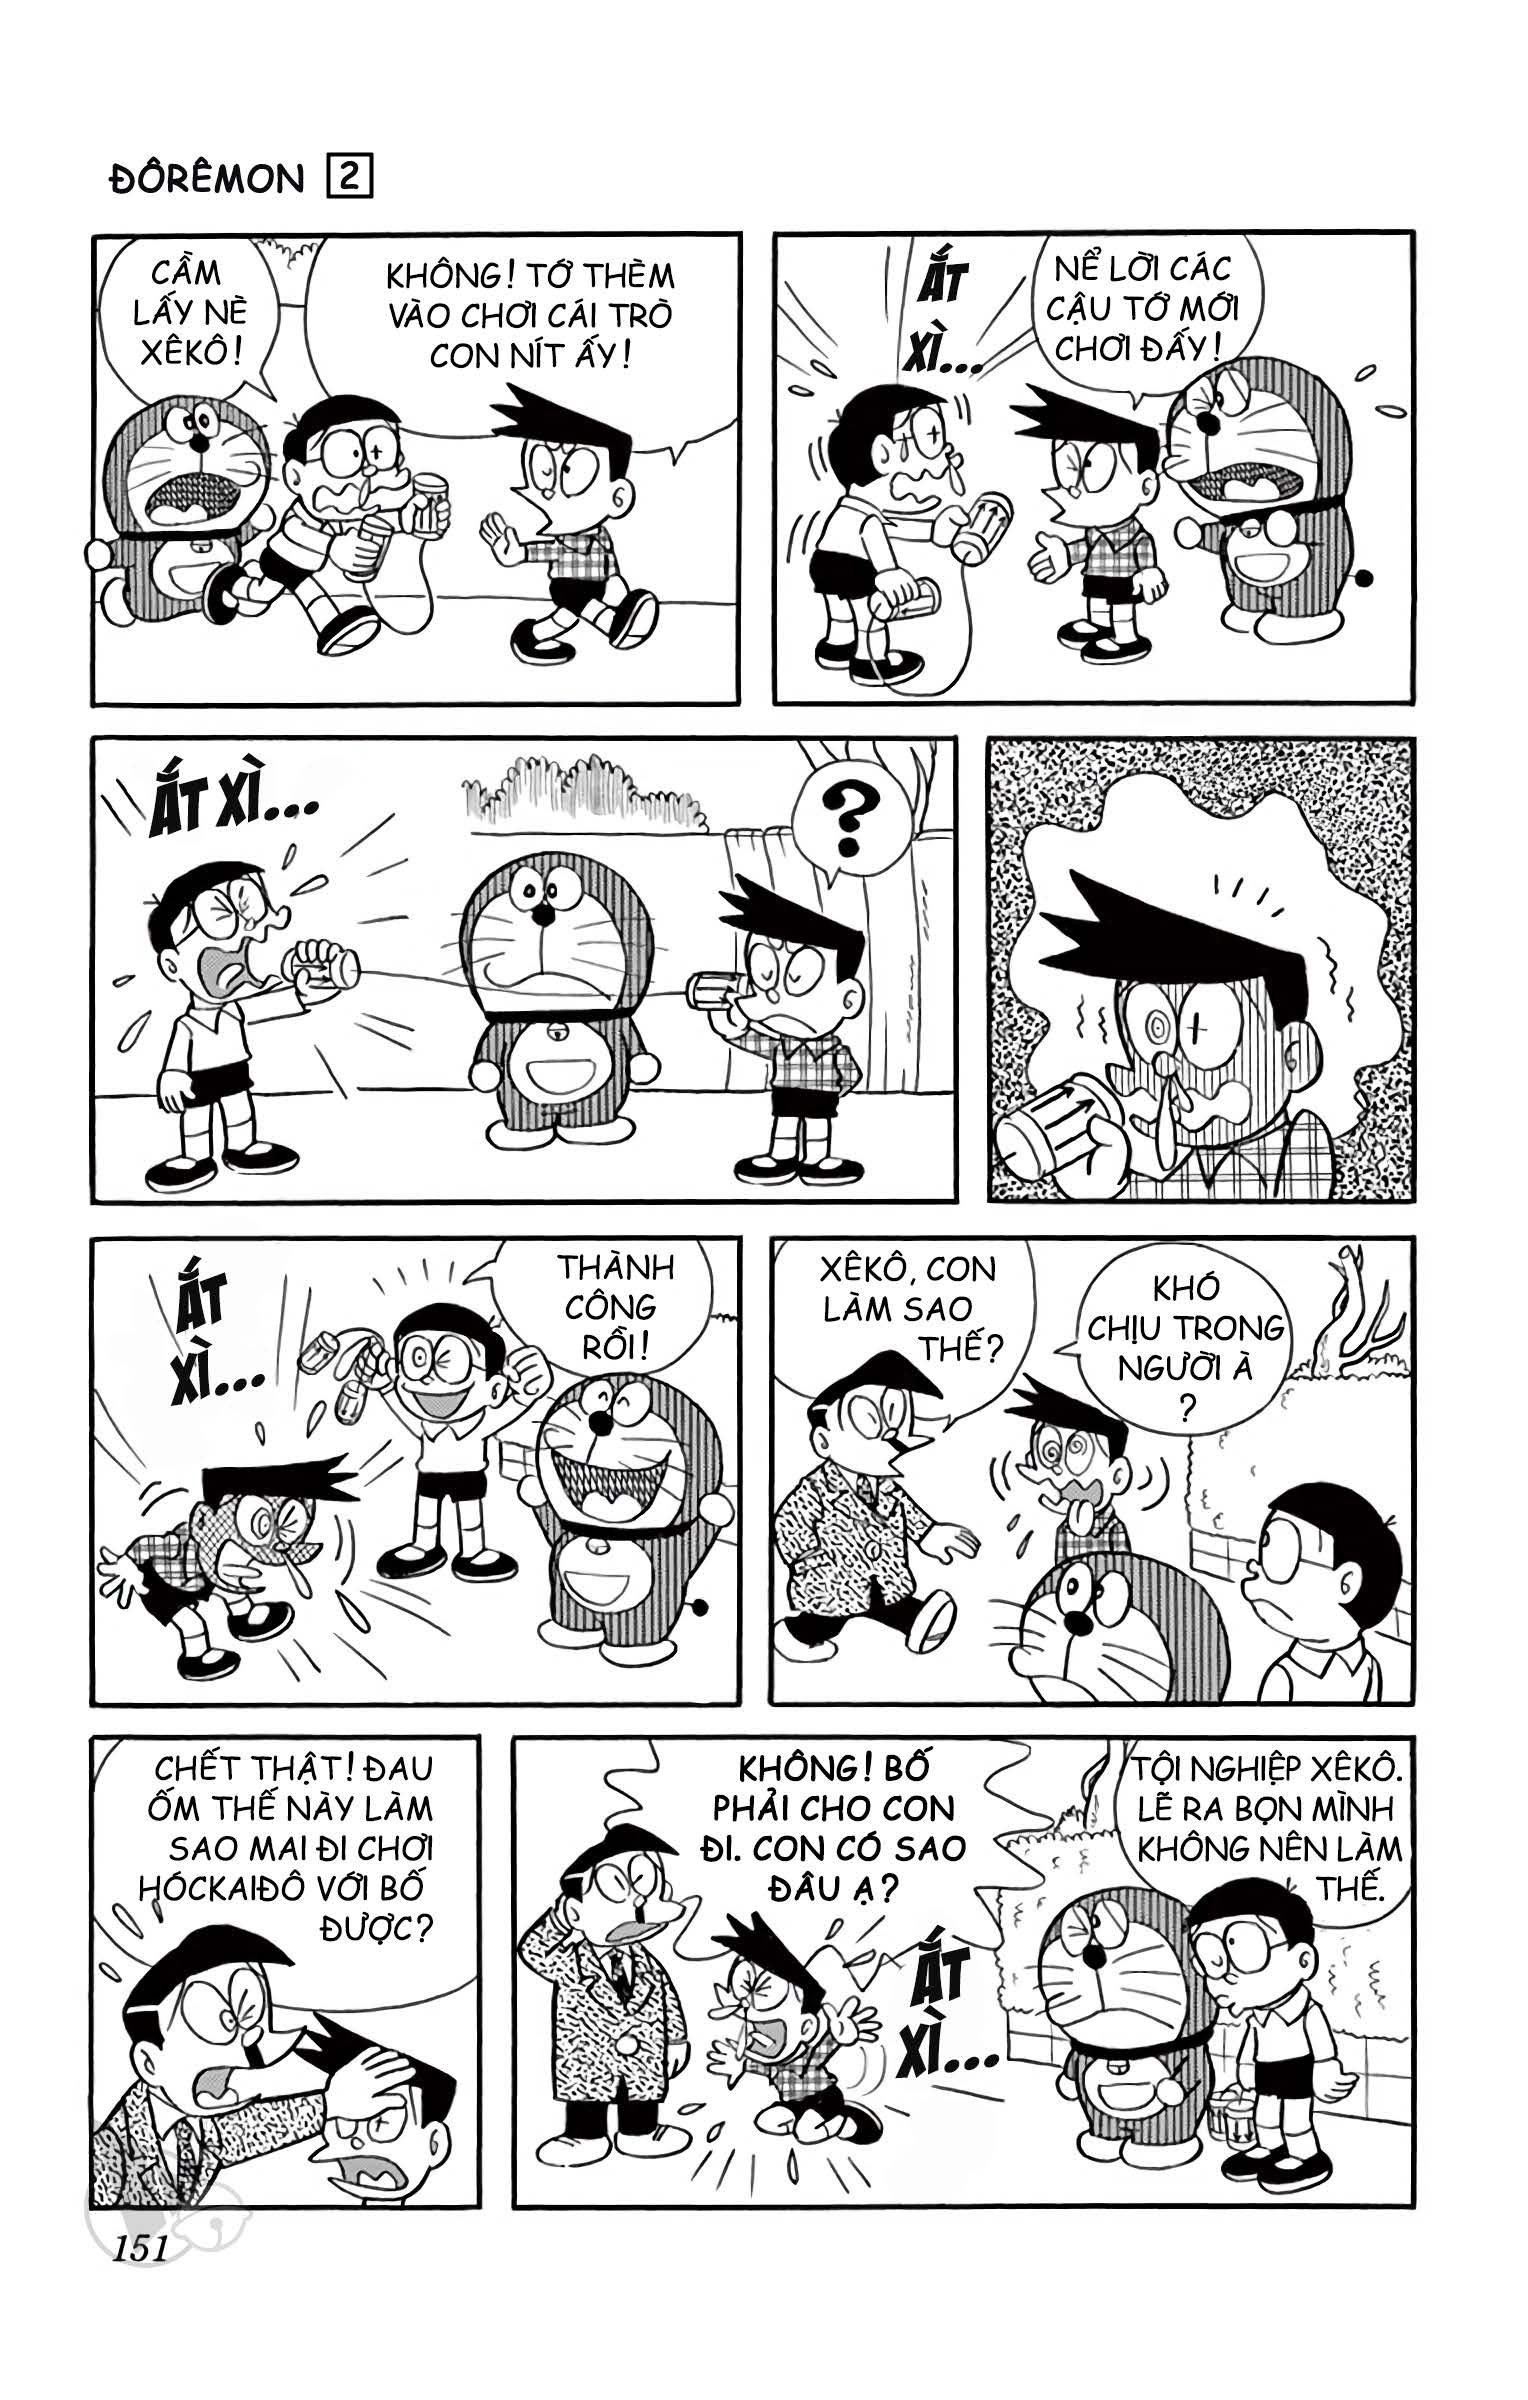 ĐÔRÊMON 2
CẦM
LẤY NÈ
XÊKÔ!
KHÔNG! TỚ THÈM
VÀO CHƠI CÁI TRÒ
CON NÍT ẤY!
ẮT
XÌ...
NỂ LỜI CÁC
CẬU TỚ MỚI
CHƠI ĐẤY!
ẮT XÌ...
?
ẮT
XÌ...
THÀNH
CÔNG
RỒI!
XÊKÔ, CON
LÀM SAO
THẾ?
KHÓ
CHỊU TRONG
NGƯỜI À
?
CHẾT THẬT! ĐAU
ỐM THẾ NÀY LÀM
SAO MAI ĐI CHƠI
HÓCKAIĐÔ VỚI BỐ
ĐƯỢC?
KHÔNG! BỐ
PHẢI CHO CON
ĐI. CON CÓ SAO
ĐÂU Ạ?
ẮT
XÌ...
TỘI NGHIỆP XÊKÔ.
LẼ RA BỌN MÌNH
KHÔNG NÊN LÀM
THẾ.
151